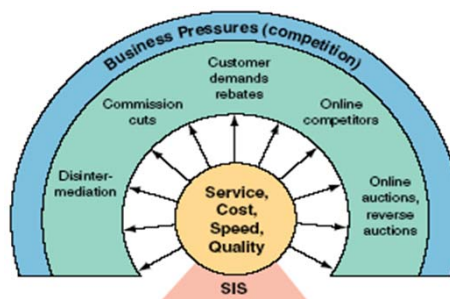 Business Pressures (competition)
Customer
demands
rebates
Commission
cuts
Online
competitors
Disinter-
mediation
Online
auctions,
reverse
auctions
Service,
Cost,
Speed,
Quality
SIS